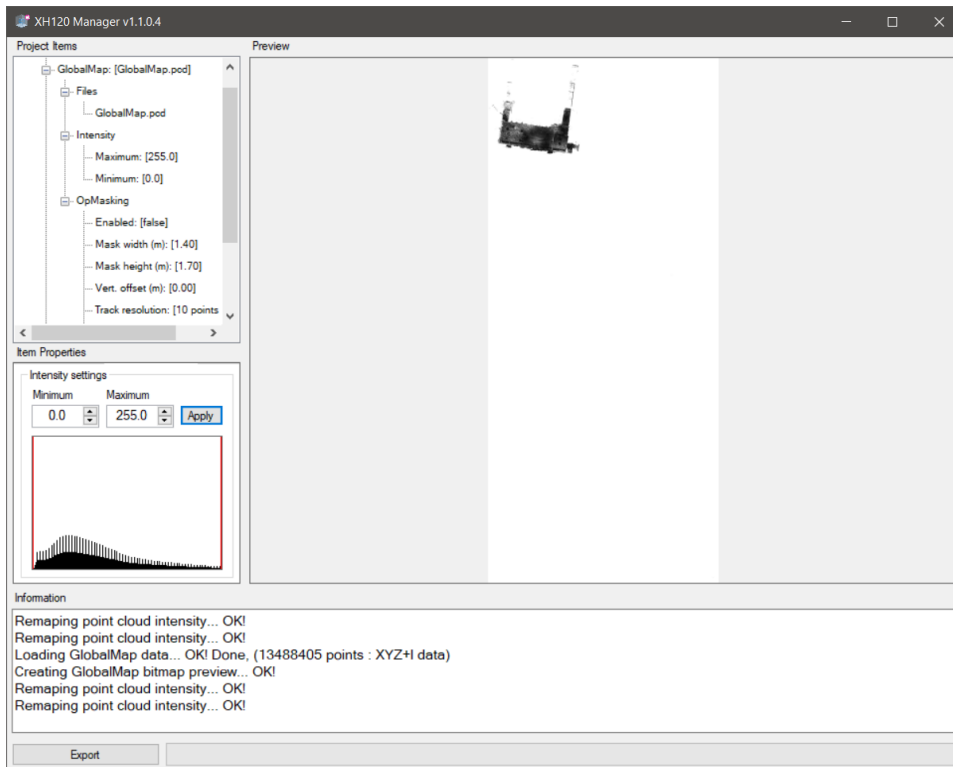 XH120 Manager v1.1.0.4
Project Items
GlobalMap: [GlobalMap.pcd]
Files
GlobalMap.pcd
Intensity
Maximum: [255.0]
Minimum: [0.0]
OpMasking
Enabled: [false]
Mask width (m): [1.40]
Mask height (m): [1.70]
Vert. offset (m): [0.00]
Track resolution: [10 points
Item Properties
Intensity settings
Minimum Maximum
0.0 255.0 Apply
Preview
Information
Remaping point cloud intensity... OK!
Remaping point cloud intensity... OK!
Loading GlobalMap data... OK! Done, (13488405 points : XYZ+I data)
Creating GlobalMap bitmap preview... OK!
Remaping point cloud intensity... OK!
Remaping point cloud intensity... OK!
Export